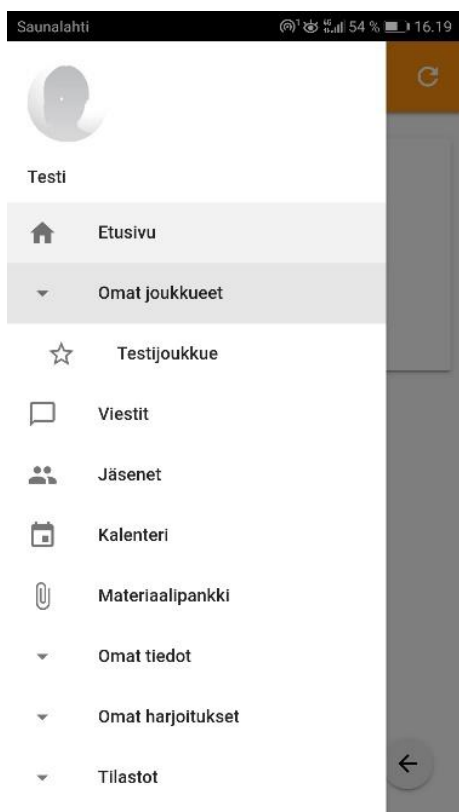 Saunalahti 54 % 16.19
Testi
Etusivu
Omat joukkueet
Testijoukkue
Viestit
Jäsenet
Kalenteri
Materiaalipankki
Omat tiedot
Omat harjoitukset
Tilastot